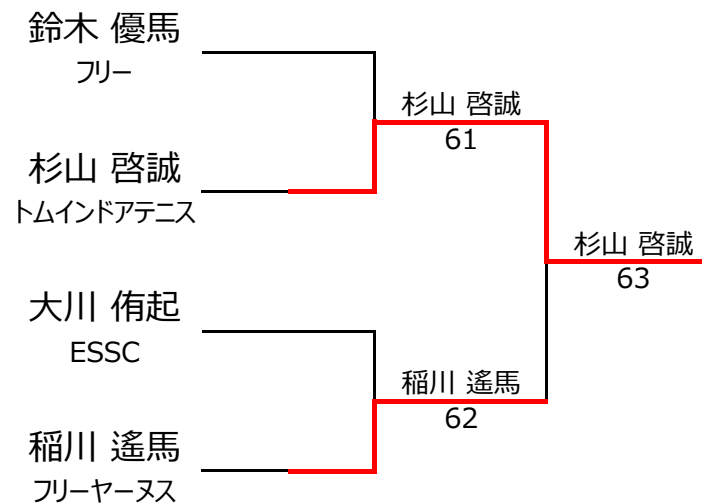 鈴木 優馬
フリー
杉山 啓誠
61
杉山 啓誠
トムインドアテニス
杉山 啓誠
63
大川 侑起
ESSC
稲川 遙馬
62
稲川 遙馬
フリーヤーヌス